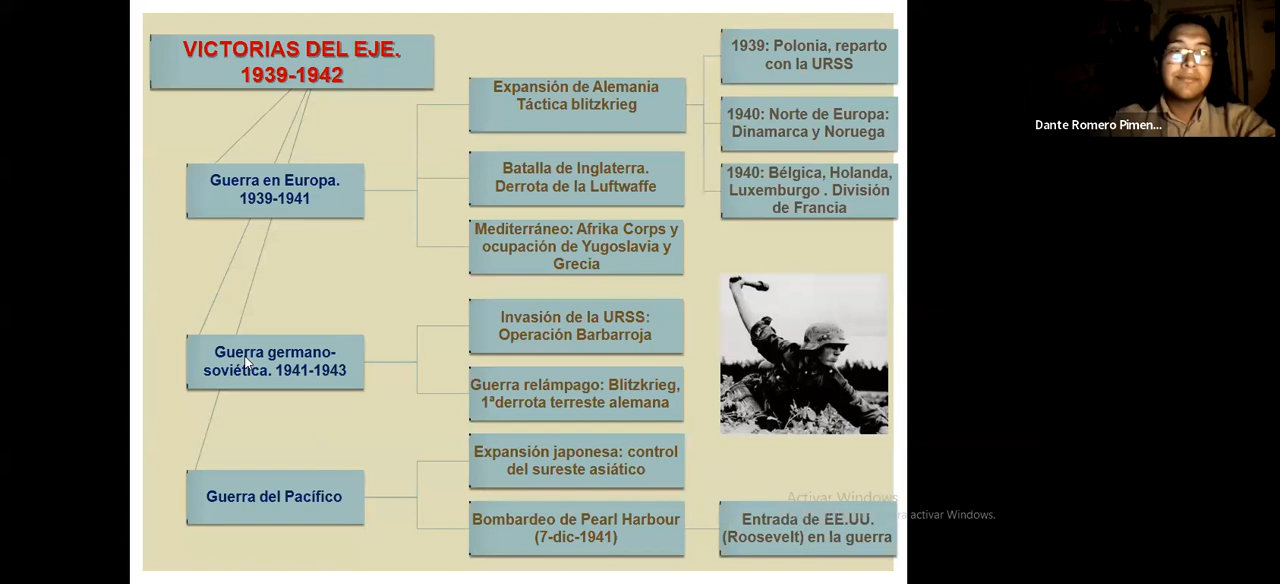 VICTORIAS DEL EJE.
1939-1942
Guerra en Europa.
1939-1941
Expansión de Alemania
Táctica blitzkrieg
1939: Polonia, reparto
con la URSS
1940: Norte de Europa:
Dinamarca y Noruega
1940: Bélgica, Holanda,
Luxemburgo . División
de Francia
Batalla de Inglaterra.
Derrota de la Luftwaffe
Mediterráneo: Afrika Corps y
ocupación de Yugoslavia y
Grecia
Guerra germano-
soviética. 1941-1943
Invasión de la URSS:
Operación Barbarroja
Guerra relámpago: Blitzkrieg,
1ªderrota terreste alemana
Guerra del Pacífico
Expansión japonesa: control
del sureste asiático
Bombardeo de Pearl Harbour
(7-dic-1941)
Entrada de EE.UU.
(Roosevelt) en la guerra
Dante Romero Pimen...
Activar Windows
activar Windows.